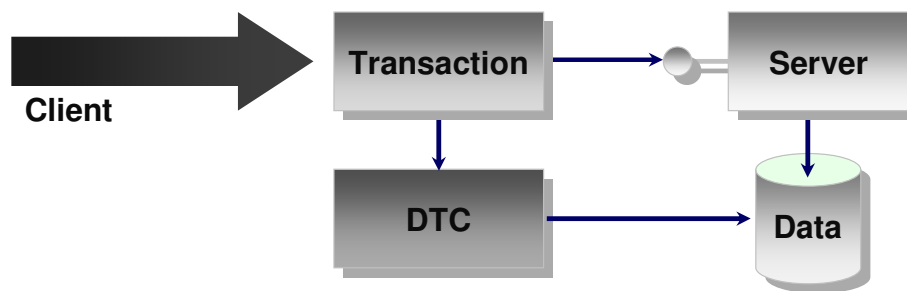 Transaction
Server
Client
DTC
Data